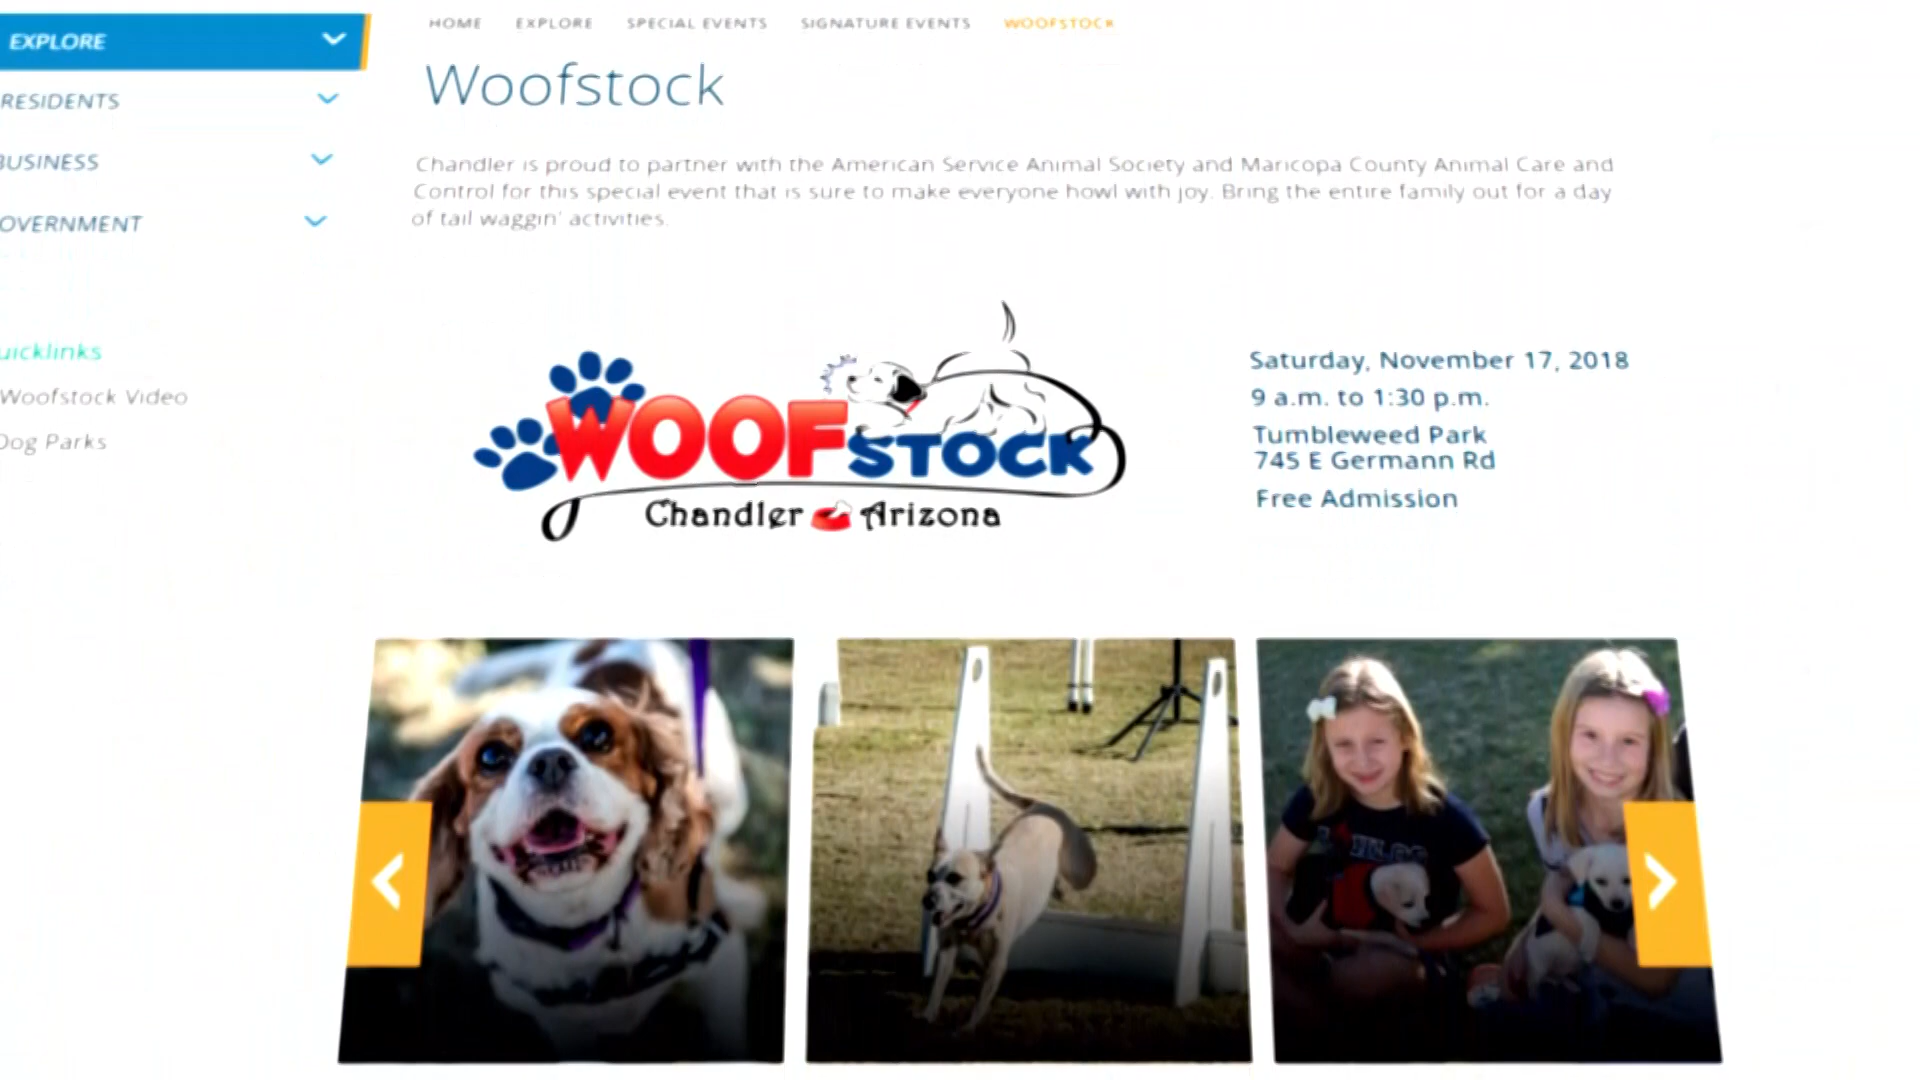 EXPLORE
RESIDENTS
BUSINESS
OVERNMENT
uicklinks
Woofstock Video
Dog Parks
HOME EXPLORE SPECIAL EVENTS SIGNATURE EVENTS WOOFSTOCK
Woofstock
Chandler is proud to partner with the American Service Animal Society and Maricopa County Animal Care and
Control for this special event that is sure to make everyone howl with joy. Bring the entire family out for a day
of tail waggin' activities.
WOOFSTOCK
Chandler Arizona
Saturday, November 17, 2018
9 a.m. to 1:30 p.m.
Tumbleweed Park
745 E Germann Rd
Free Admission